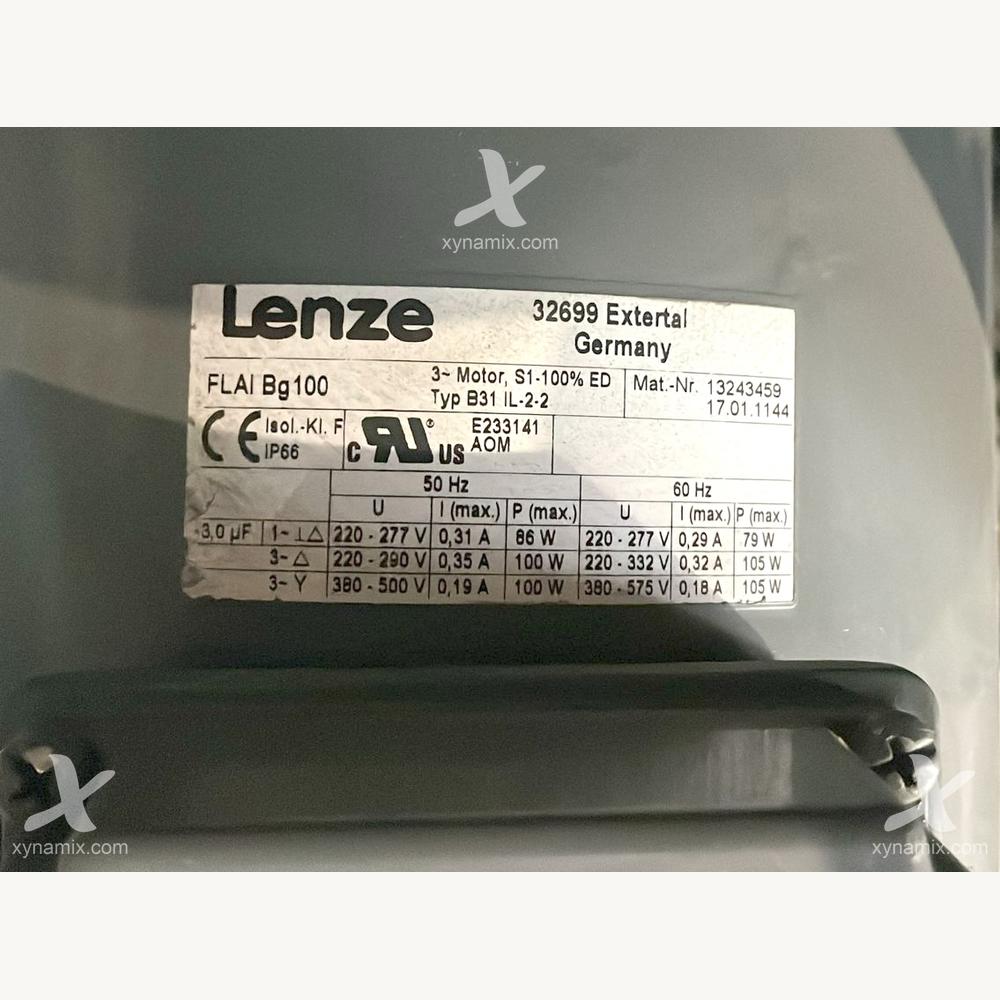 X
xynamix.com
Lenze
32699 Extertal
Germany
FLAI Bg100
3~ Motor, S1-100% ED
Typ B31 IL-2-2
Mat.-Nr. 13243459
17.01.1144
CE Isol.-Kl. F
IP66
c RU ® US
E233141
AOM
50 Hz 60 Hz
U I (max.) P (max.) U I (max.) P (max.)
3,0 µF 1~ ⊥△ 220 - 277 V 0,31 A 86 W 220 - 277 V 0,29 A 79 W
3~ △ 220 - 290 V 0,35 A 100 W 220 - 332 V 0,32 A 105 W
3~ Y 380 - 500 V 0,19 A 100 W 380 - 575 V 0,18 A 105 W
X
xynamix.com
X
xynamix.com